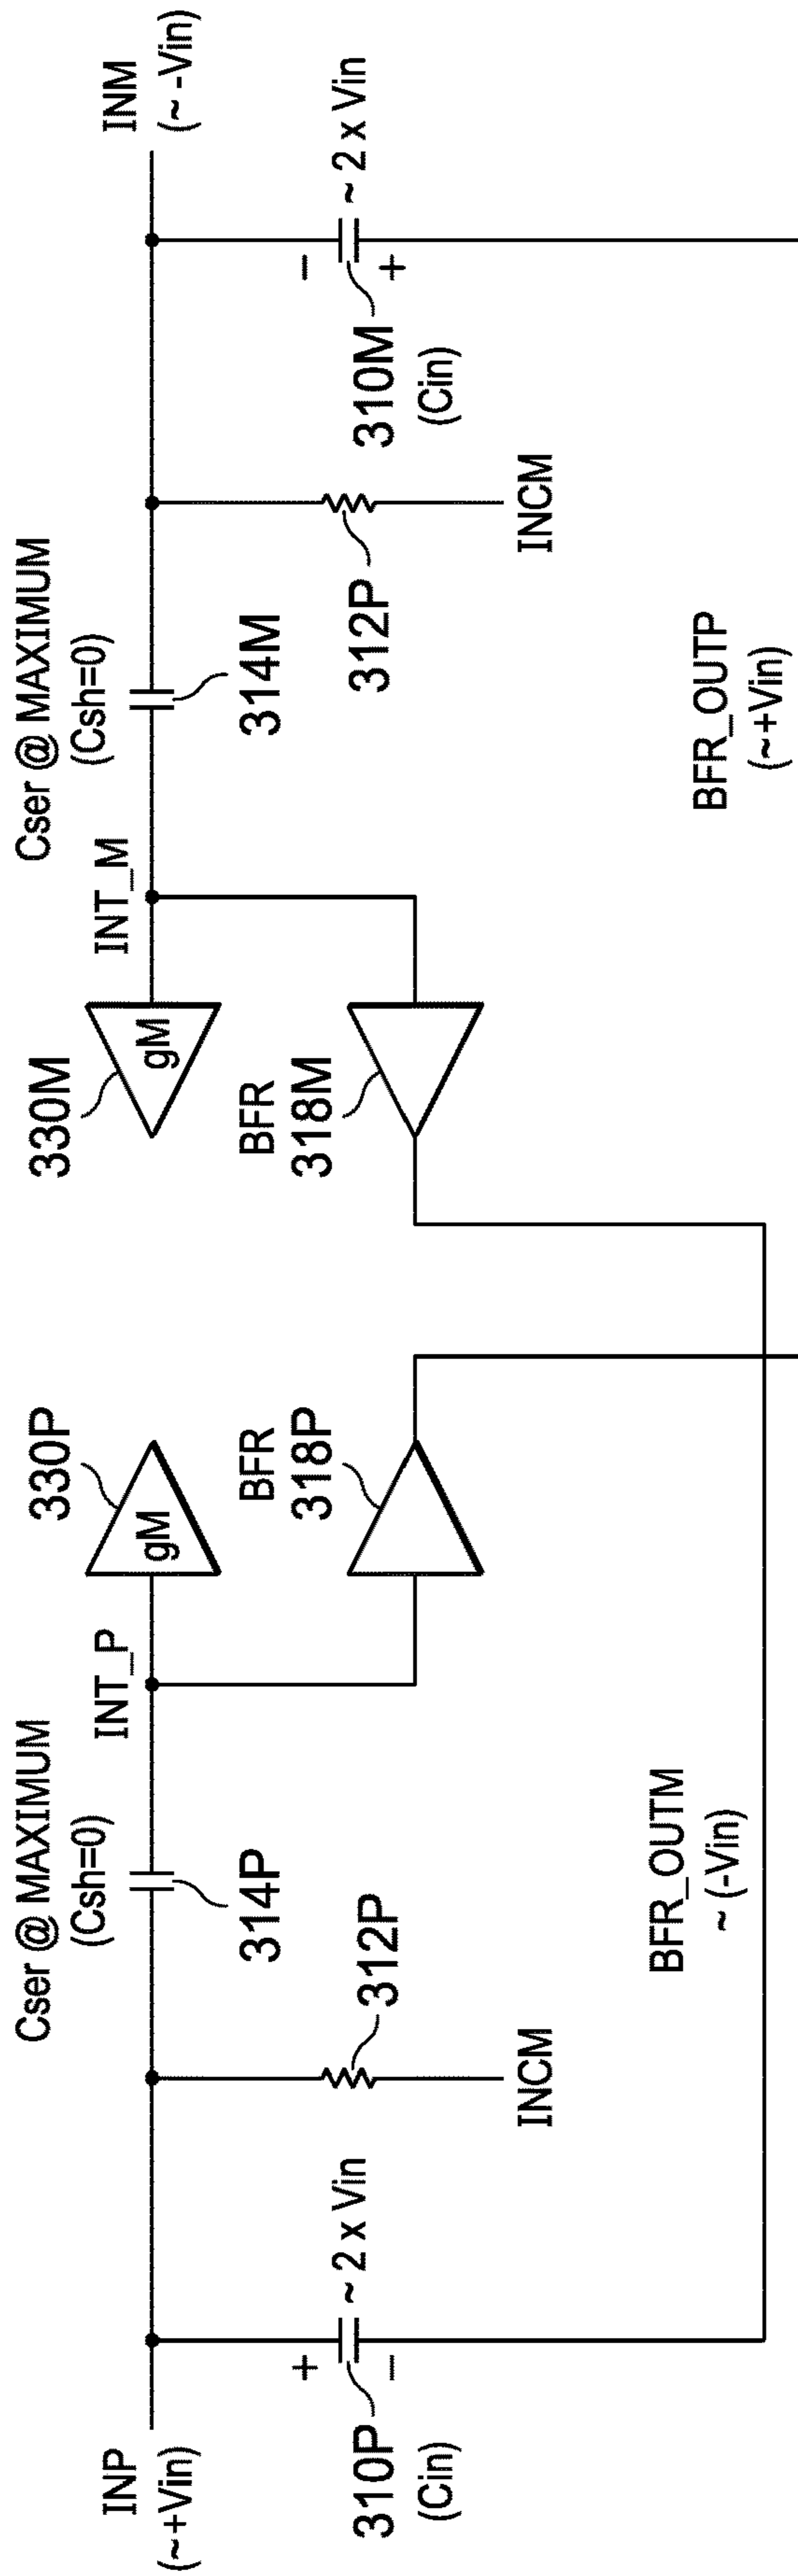 Cser @ MAXIMUM
(Csh=0)
Cser @ MAXIMUM
(Csh=0)
330P
330M
INP
(~+Vin)
INT_P
INT_M
INM
(~ -Vin)
gM
gM
314P
314M
BFR
318P
BFR
318M
310P
(Cin)
+
−
~ 2 x Vin
312P
312P
310M
(Cin)
−
+
~ 2 x Vin
INCM
INCM
BFR_OUTM
~ (-Vin)
BFR_OUTP
(~+Vin)